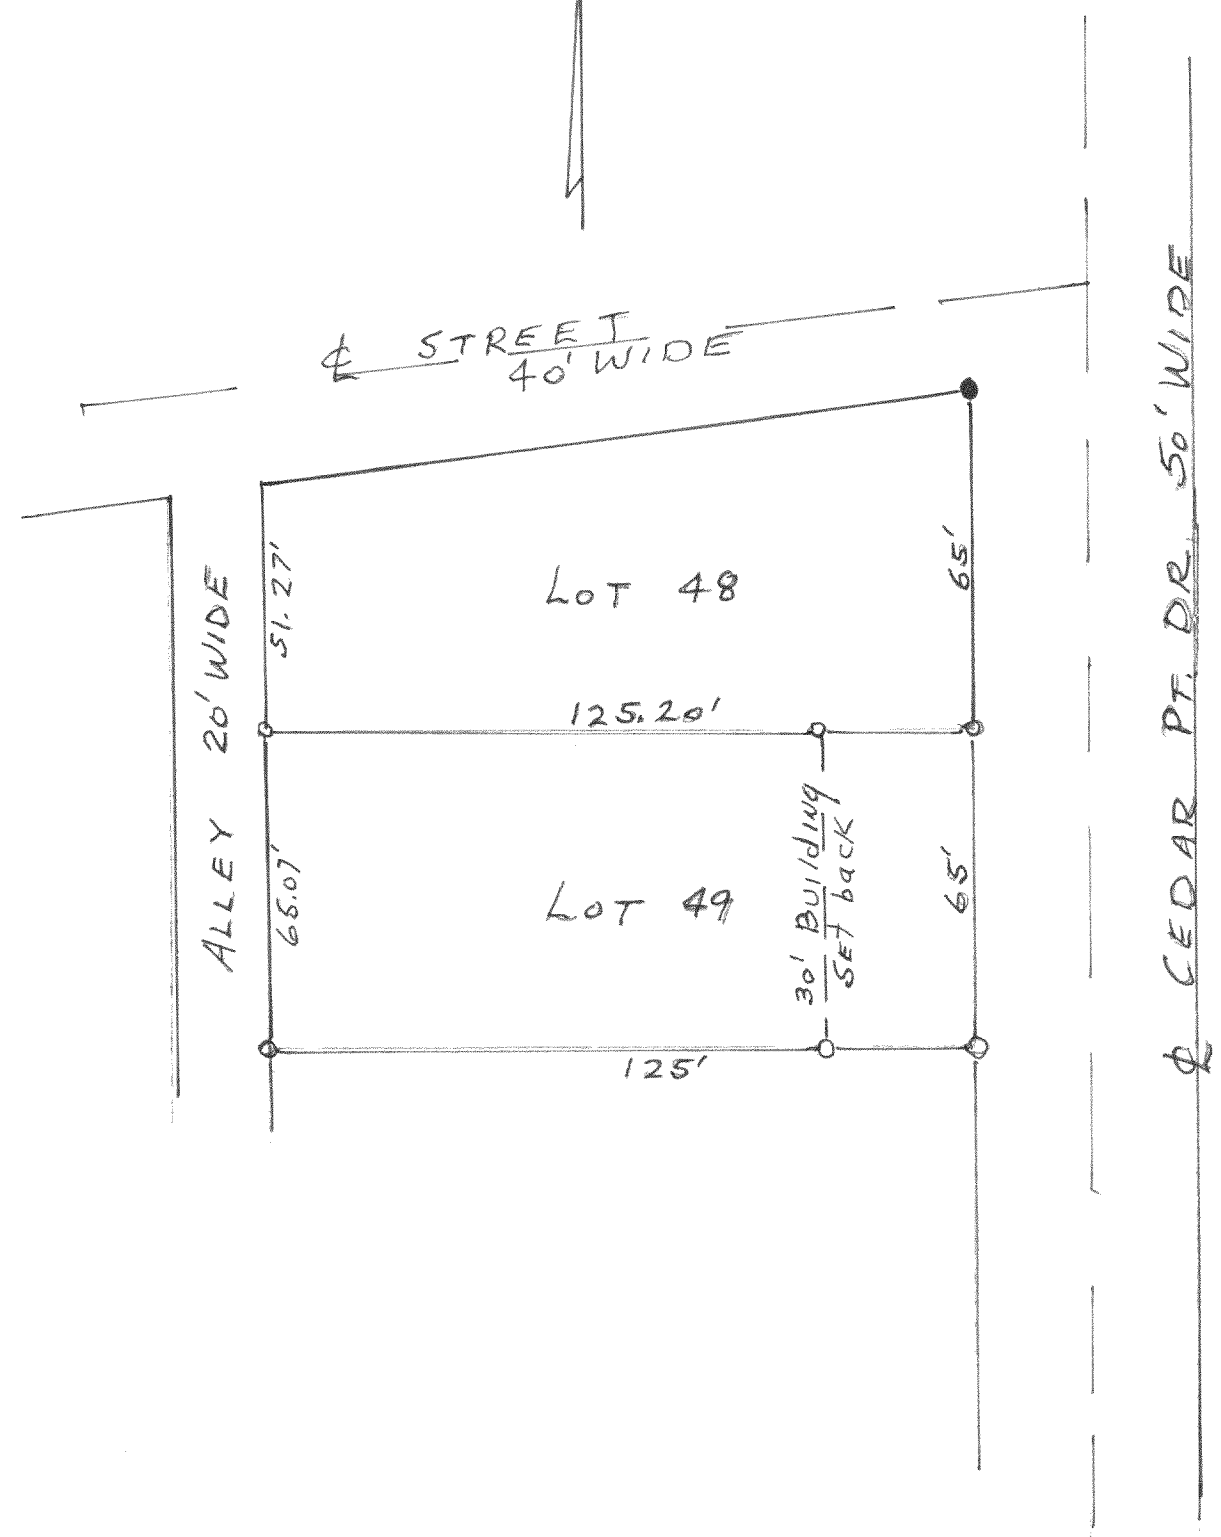 ℄ STREET
40' WIDE
LOT 48
51.27'
65'
125.20'
ALLEY 20' WIDE
LOT 49
65.07'
30' BuildiNg
SET back
65'
125'
℄ CEDAR PT. DR. 50' WIDE